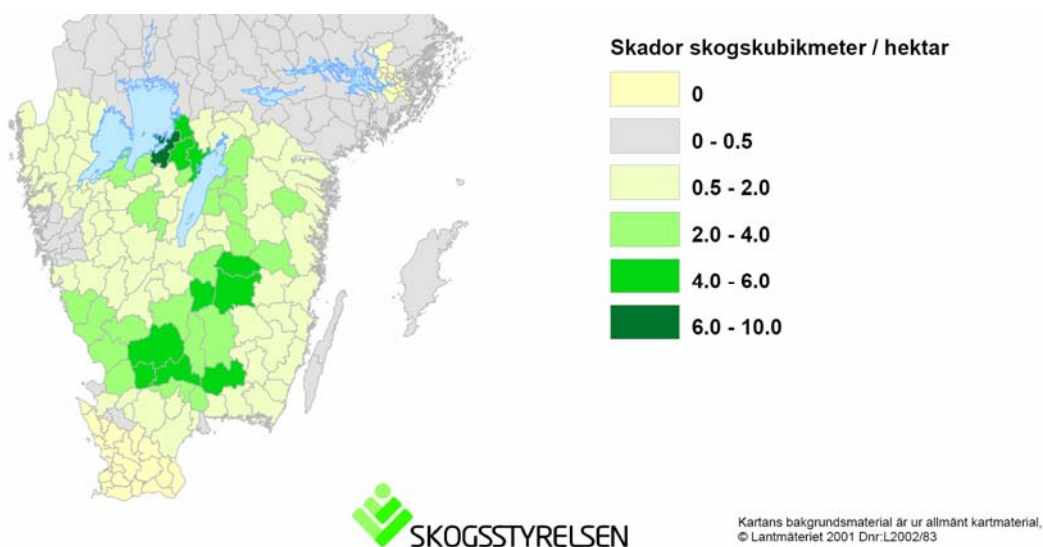 Skador skogskubikmeter / hektar
0
0 - 0.5
0.5 - 2.0
2.0 - 4.0
4.0 - 6.0
6.0 - 10.0
SKOGSSTYRELSEN
Kartans bakgrundsmaterial är ur allmänt kartmaterial,
© Lantmäteriet 2001 Dnr:L2002/83